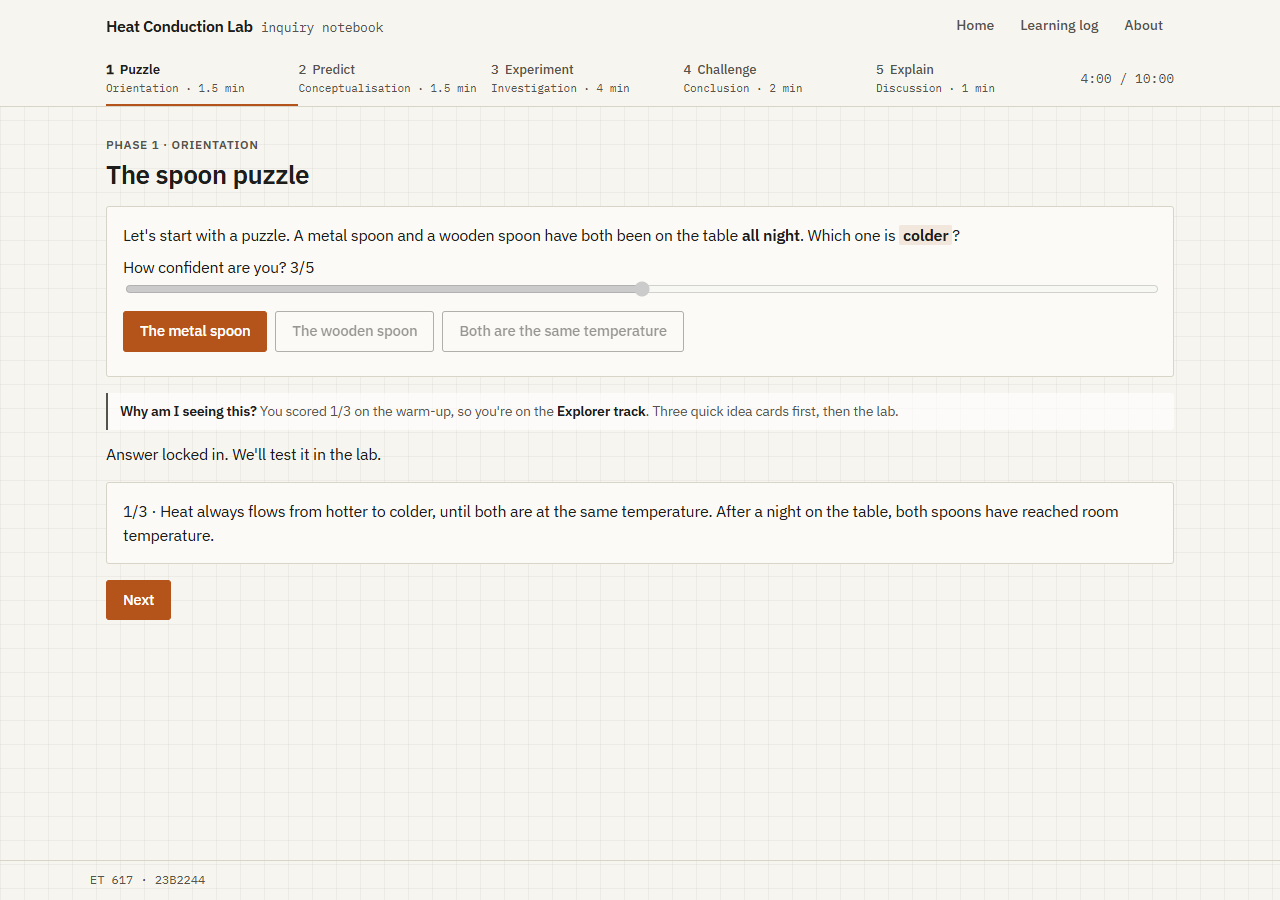 Heat Conduction Lab inquiry notebook
Home Learning log About
1 Puzzle
Orientation · 1.5 min
2 Predict
Conceptualisation · 1.5 min
3 Experiment
Investigation · 4 min
4 Challenge
Conclusion · 2 min
5 Explain
Discussion · 1 min
4:00 / 10:00
PHASE 1 · ORIENTATION
The spoon puzzle
Let's start with a puzzle. A metal spoon and a wooden spoon have both been on the table all night. Which one is colder ?
How confident are you? 3/5
The metal spoon
The wooden spoon
Both are the same temperature
Why am I seeing this? You scored 1/3 on the warm-up, so you're on the Explorer track. Three quick idea cards first, then the lab.
Answer locked in. We'll test it in the lab.
1/3 · Heat always flows from hotter to colder, until both are at the same temperature. After a night on the table, both spoons have reached room
temperature.
Next
ET 617 · 23B2244